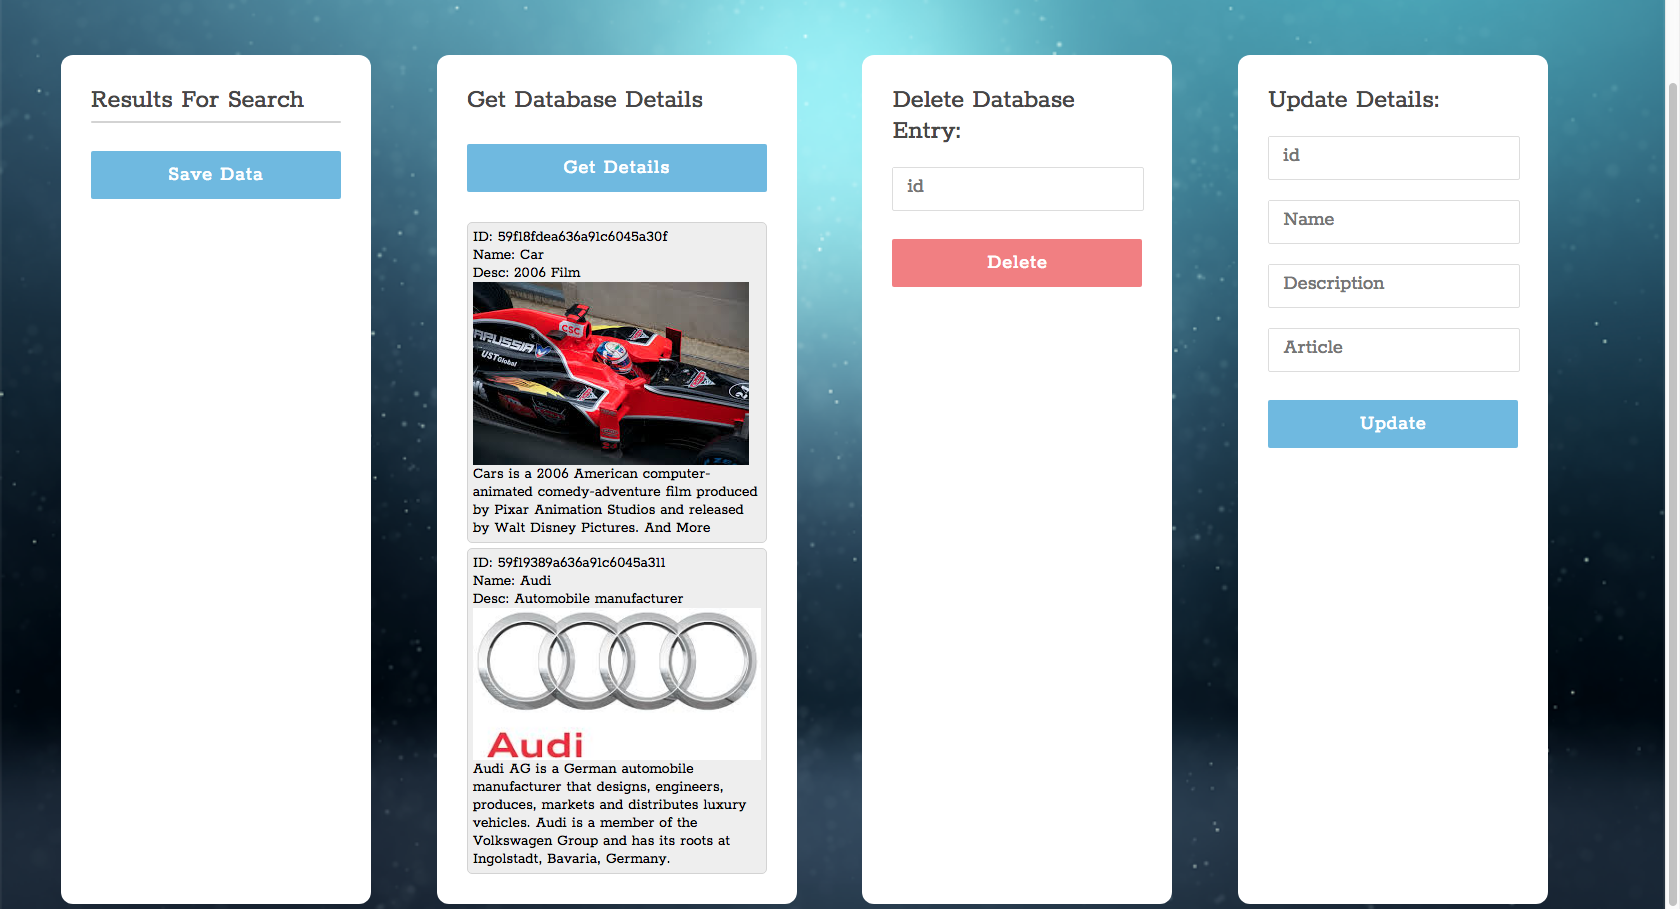 Results For Search
Save Data
Get Database Details
Get Details
ID: 59f18fdea636a91c6045a30f
Name: Car
Desc: 2006 Film
CSC
MARUSSIA
USTGlobal
Cars is a 2006 American computer-
animated comedy-adventure film produced
by Pixar Animation Studios and released
by Walt Disney Pictures. And More
ID: 59f19389a636a91c6045a311
Name: Audi
Desc: Automobile manufacturer
Audi
Audi AG is a German automobile
manufacturer that designs, engineers,
produces, markets and distributes luxury
vehicles. Audi is a member of the
Volkswagen Group and has its roots at
Ingolstadt, Bavaria, Germany.
Delete Database
Entry:
id
Delete
Update Details:
id
Name
Description
Article
Update